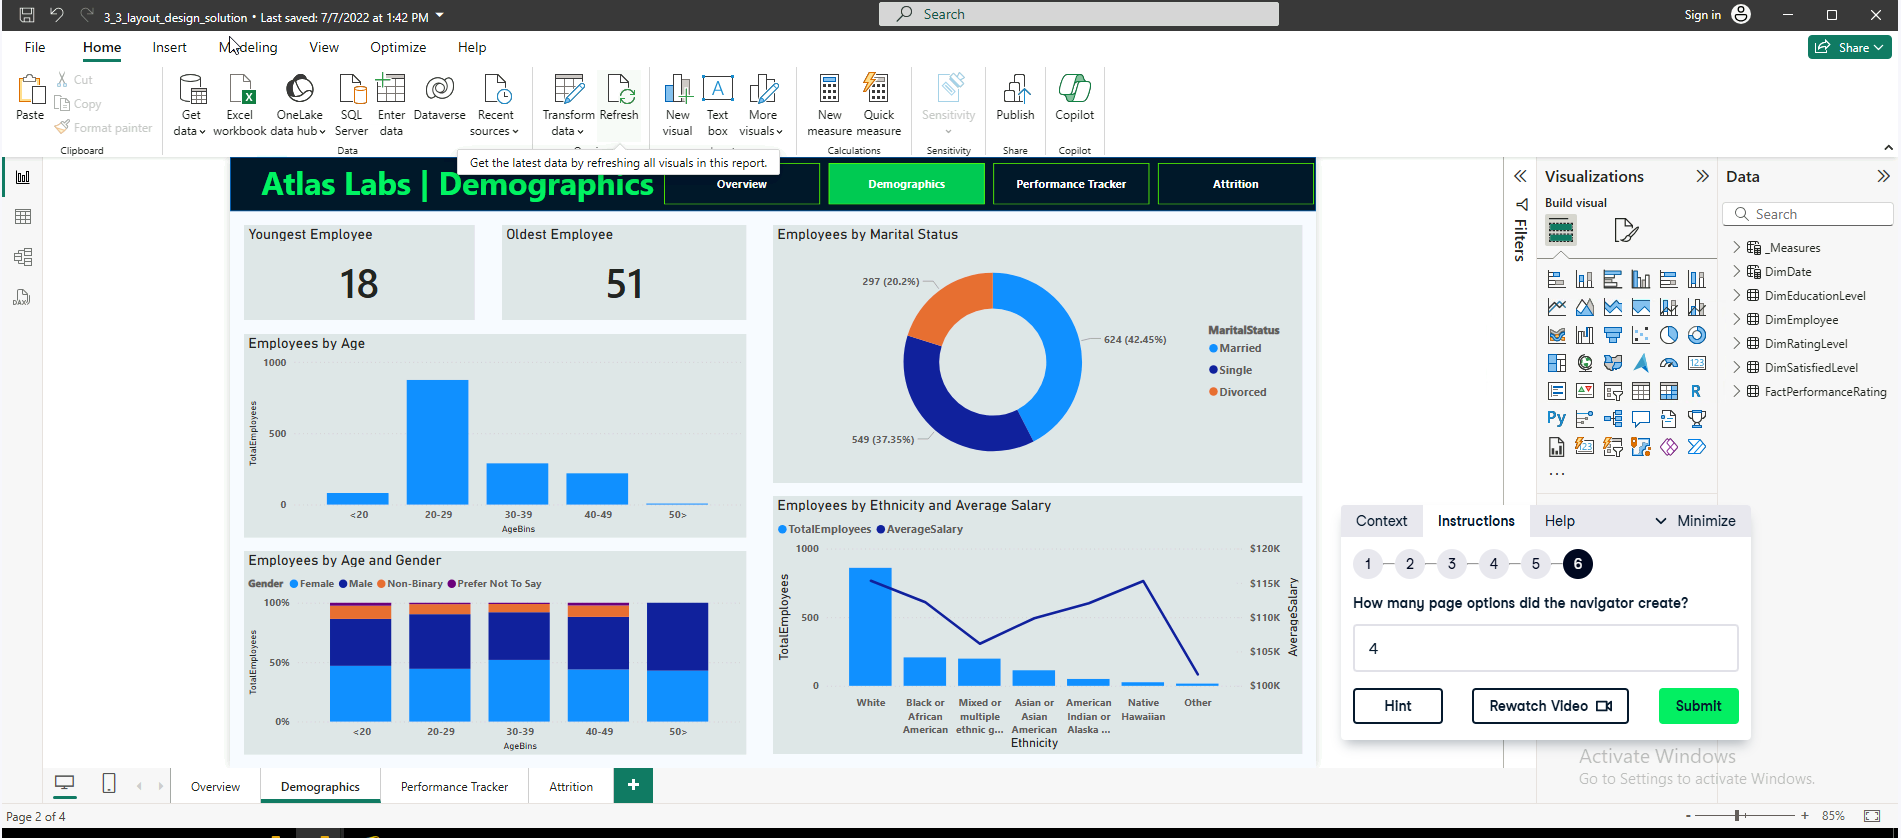 3_3_layout_design_solution • Last saved: 7/7/2022 at 1:42 PM
Search
Sign in
File Home Insert Modeling View Optimize Help
Share
Paste
Cut
Copy
Format painter
Clipboard
Get data
Excel workbook
OneLake data hub
SQL Server
Enter data
Dataverse
Recent sources
Data
Transform data
Refresh
New visual
Text box
More visuals
New measure
Quick measure
Calculations
Sensitivity
Sensitivity
Publish
Share
Copilot
Copilot
Get the latest data by refreshing all visuals in this report.
Atlas Labs | Demographics
Overview
Demographics
Performance Tracker
Attrition
Youngest Employee
18
Oldest Employee
51
Employees by Age
1000
500
0
TotalEmployees
<20 20-29 30-39 40-49 50>
AgeBins
Employees by Age and Gender
Gender Female Male Non-Binary Prefer Not To Say
100%
50%
0%
TotalEmployees
<20 20-29 30-39 40-49 50>
AgeBins
Employees by Marital Status
297 (20.2%)
624 (42.45%)
549 (37.35%)
MaritalStatus
Married
Single
Divorced
Employees by Ethnicity and Average Salary
TotalEmployees AverageSalary
1000
500
0
TotalEmployees
$120K
$115K
$110K
$105K
$100K
AverageSalary
White
Black or African American
Mixed or multiple ethnic g...
Asian or Asian American
American Indian or Alaska ...
Native Hawaiian
Other
Ethnicity
Filters
Visualizations
Build visual
123
R
Py
123
...
Data
Search
_Measures
DimDate
DimEducationLevel
DimEmployee
DimRatingLevel
DimSatisfiedLevel
FactPerformanceRating
Context Instructions Help Minimize
1 2 3 4 5 6
How many page options did the navigator create?
4
Hint
Rewatch Video
Submit
Activate Windows
Go to Settings to activate Windows.
Overview Demographics Performance Tracker Attrition +
Page 2 of 4
- + 85%